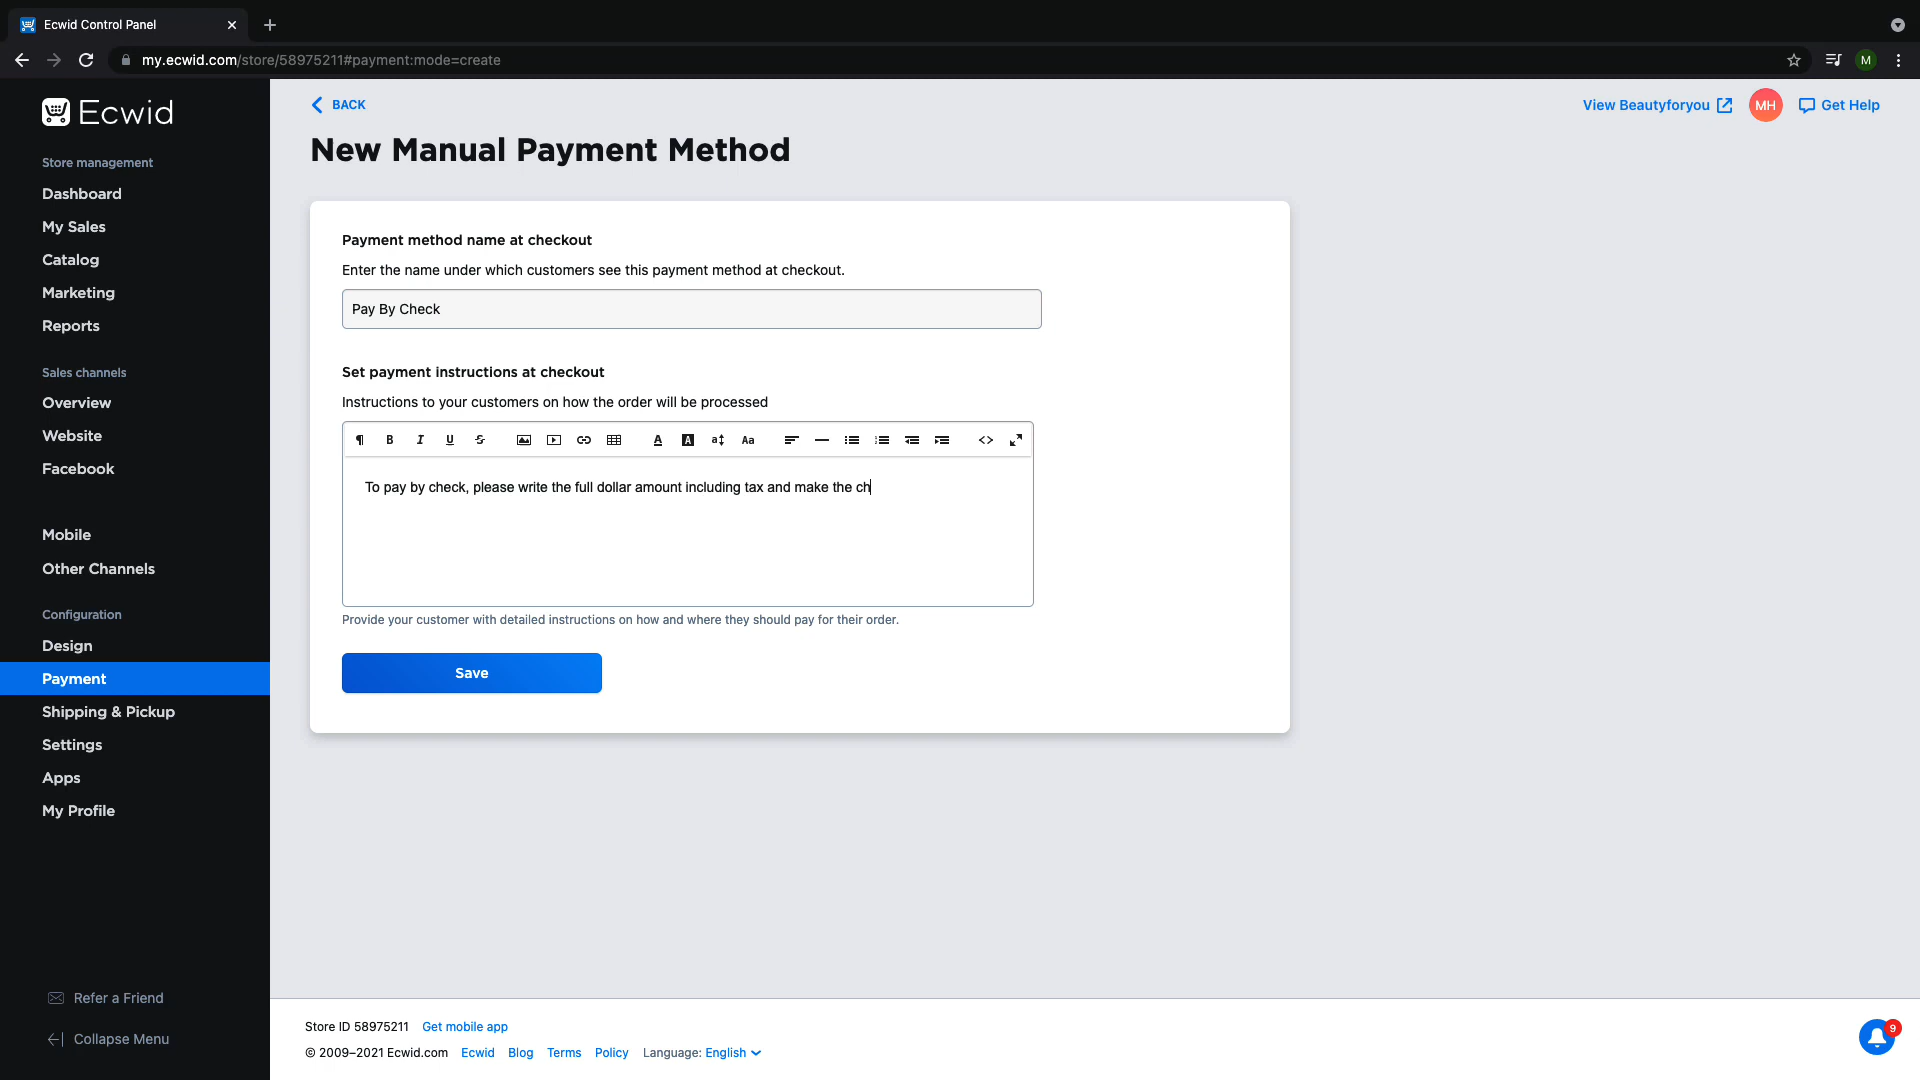 Ecwid Control Panel
my.ecwid.com/store/58975211#payment:mode=create
M
Ecwid
BACK
View Beautyforyou
MH
Get Help
New Manual Payment Method
Store management
Dashboard
My Sales
Catalog
Marketing
Reports
Sales channels
Overview
Website
Facebook
Mobile
Other Channels
Configuration
Design
Payment
Shipping & Pickup
Settings
Apps
My Profile
Refer a Friend
Collapse Menu
Payment method name at checkout
Enter the name under which customers see this payment method at checkout.
Pay By Check
Set payment instructions at checkout
Instructions to your customers on how the order will be processed
¶ B I U S A A a Aa <>
To pay by check, please write the full dollar amount including tax and make the ch
Provide your customer with detailed instructions on how and where they should pay for their order.
Save
Store ID 58975211 Get mobile app
© 2009–2021 Ecwid.com Ecwid Blog Terms Policy Language: English
9